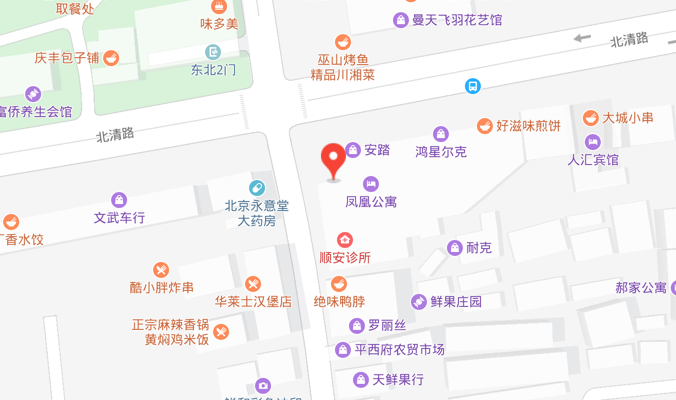 取餐处
味多美
曼天飞羽花艺馆
北清路
庆丰包子铺
东北2门
巫山烤鱼
精品川湘菜
富侨养生会馆
北清路
安踏
鸿星尔克
好滋味煎饼
大城小串
人汇宾馆
凤凰公寓
文武车行
北京永意堂
大药房
丁香水饺
顺安诊所
耐克
酷小胖炸串
华莱士汉堡店
绝味鸭脖
鲜果庄园
郝家公寓
正宗麻辣香锅
黄焖鸡米饭
罗丽丝
平西府农贸市场
天鲜果行